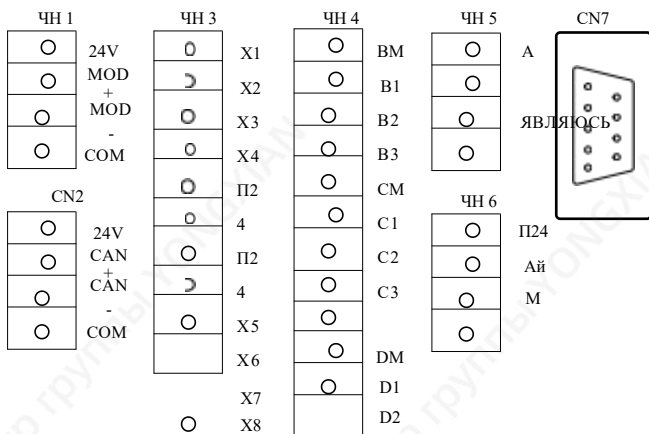 ЧН 1
24V
MOD
+
MOD
-
COM
CN2
24V
CAN
+
CAN
-
COM
ЧН 3
X1
X2
X3
X4
П2
4
П2
4
X5
X6
X7
X8
ЧН 4
BM
B1
B2
B3
CM
C1
C2
C3
DM
D1
D2
ЧН 5
A
ЯВЛЯЮСЬ
ЧН 6
П24
Ай
М
CN7